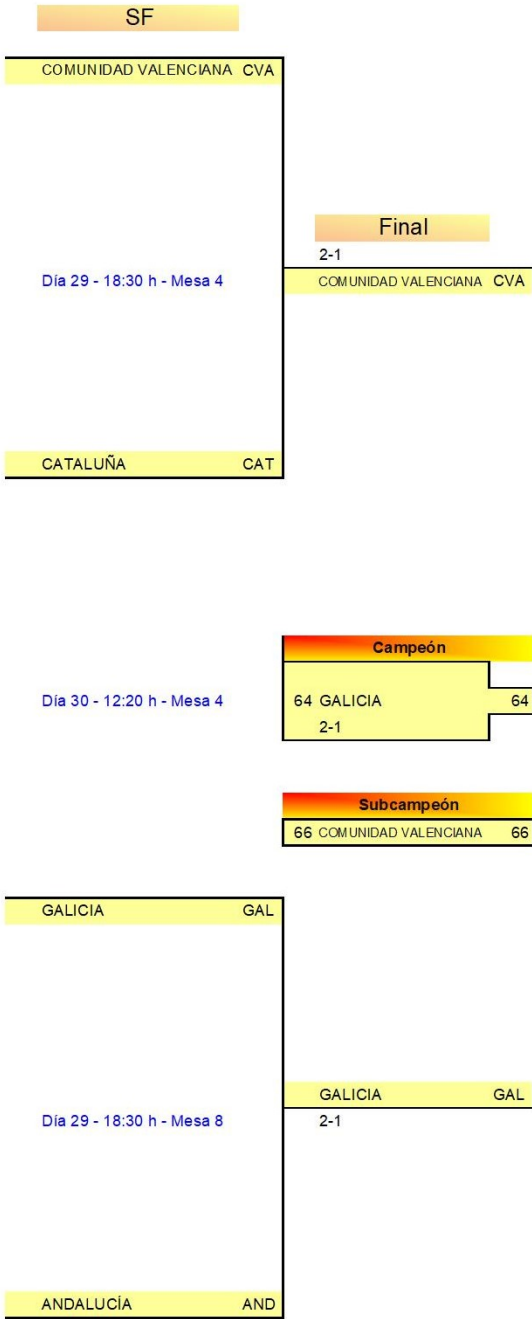 SF
COMUNIDAD VALENCIANA CVA
Final
2-1
Día 29 - 18:30 h - Mesa 4
COMUNIDAD VALENCIANA CVA
CATALUÑA CAT
Campeón
Día 30 - 12:20 h - Mesa 4
64 GALICIA 64
2-1
Subcampeón
66 COMUNIDAD VALENCIANA 66
GALICIA GAL
GALICIA GAL
Día 29 - 18:30 h - Mesa 8
2-1
ANDALUCÍA AND